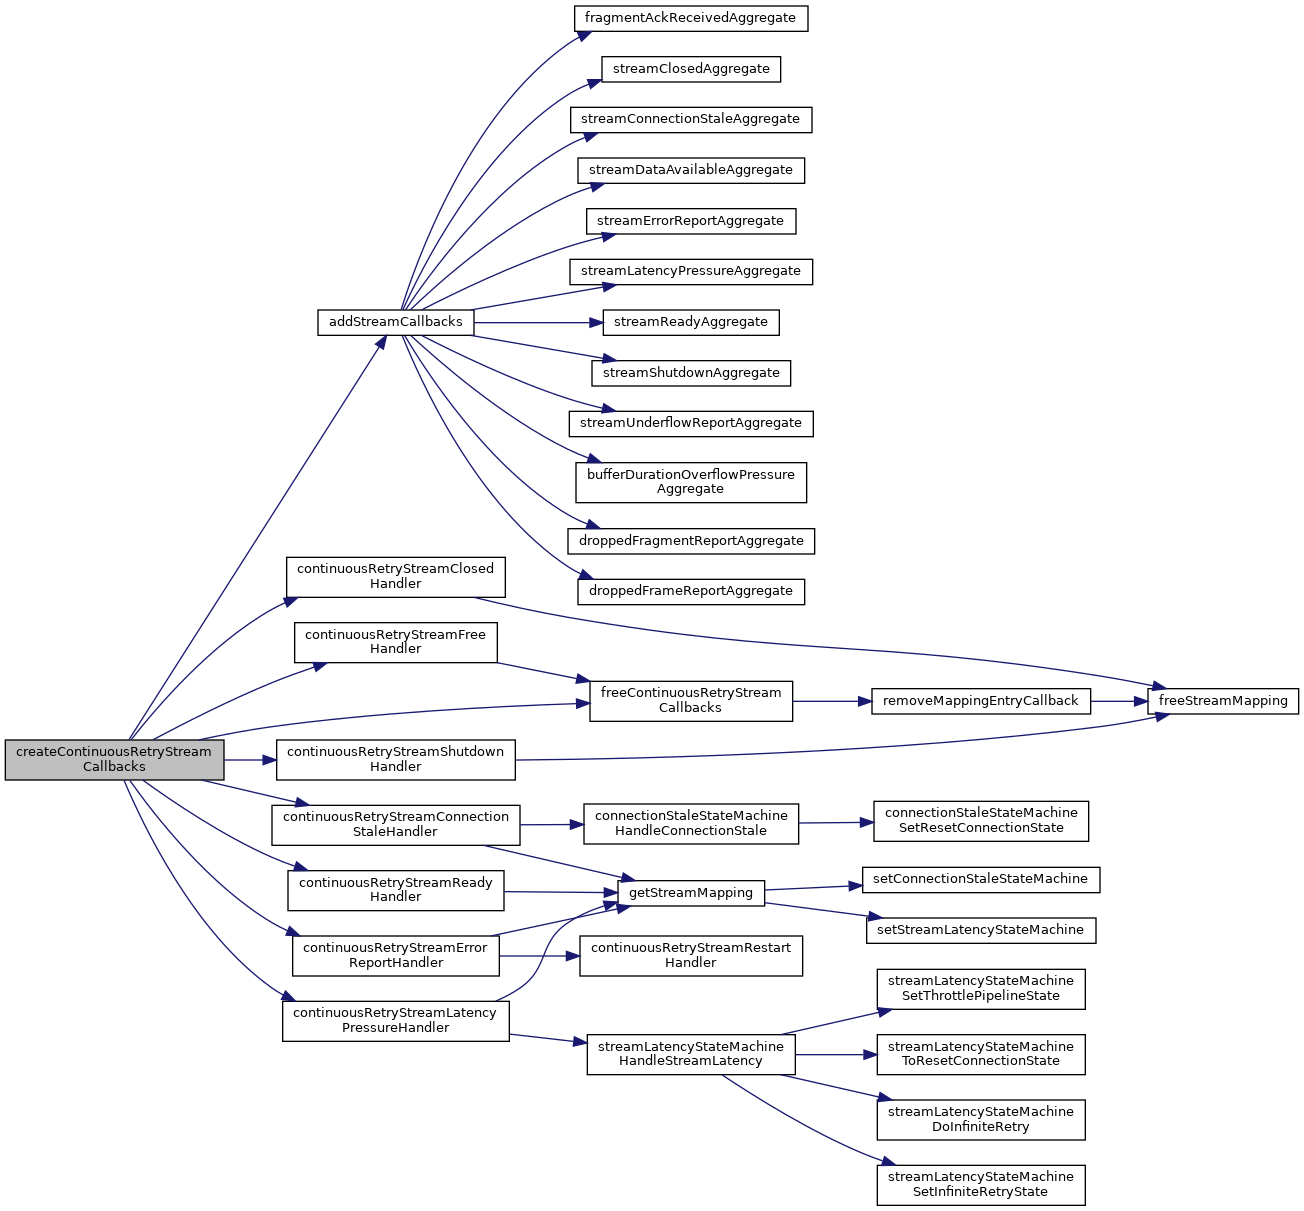 fragmentAckReceivedAggregate
streamClosedAggregate
streamConnectionStaleAggregate
streamDataAvailableAggregate
streamErrorReportAggregate
streamLatencyPressureAggregate
addStreamCallbacks
streamReadyAggregate
streamShutdownAggregate
streamUnderflowReportAggregate
bufferDurationOverflowPressure
Aggregate
droppedFragmentReportAggregate
droppedFrameReportAggregate
continuousRetryStreamClosed
Handler
continuousRetryStreamFree
Handler
freeContinuousRetryStream
Callbacks
removeMappingEntryCallback
freeStreamMapping
createContinuousRetryStream
Callbacks
continuousRetryStreamShutdown
Handler
continuousRetryStreamConnection
StaleHandler
connectionStaleStateMachine
HandleConnectionStale
connectionStaleStateMachine
SetResetConnectionState
continuousRetryStreamReady
Handler
getStreamMapping
setConnectionStaleStateMachine
setStreamLatencyStateMachine
continuousRetryStreamError
ReportHandler
continuousRetryStreamRestart
Handler
continuousRetryStreamLatency
PressureHandler
streamLatencyStateMachine
HandleStreamLatency
streamLatencyStateMachine
SetThrottlePipelineState
streamLatencyStateMachine
ToResetConnectionState
streamLatencyStateMachine
DoInfiniteRetry
streamLatencyStateMachine
SetInfiniteRetryState